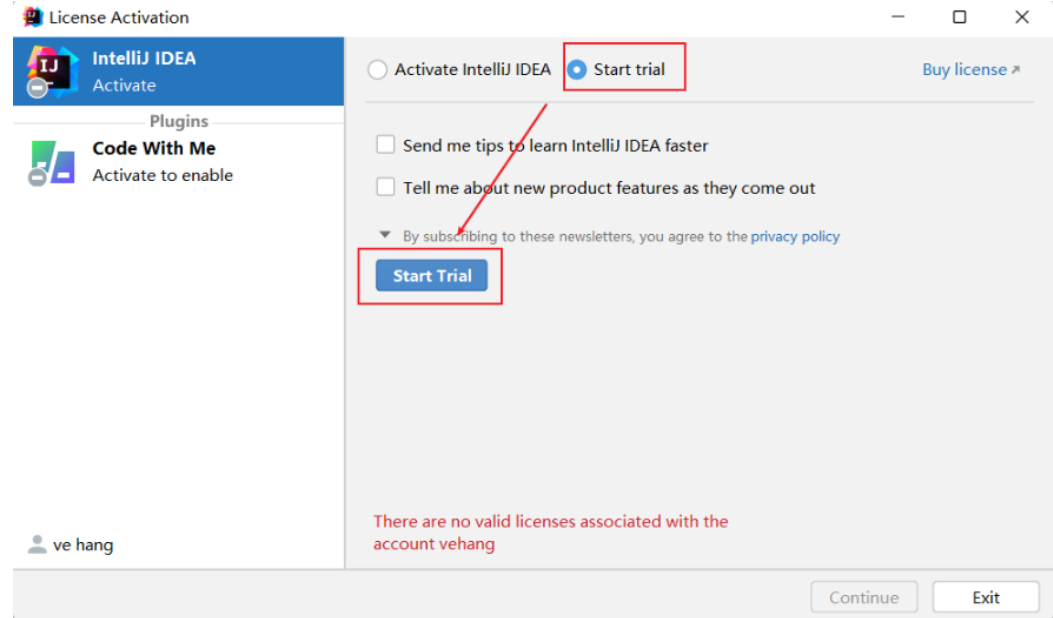 License Activation
IntelliJ IDEA
Activate
Plugins
Code With Me
Activate to enable
ve hang
Activate IntelliJ IDEA
Start trial
Buy license
Send me tips to learn IntelliJ IDEA faster
Tell me about new product features as they come out
By subscribing to these newsletters, you agree to the privacy policy
Start Trial
There are no valid licenses associated with the
account vehang
Continue
Exit